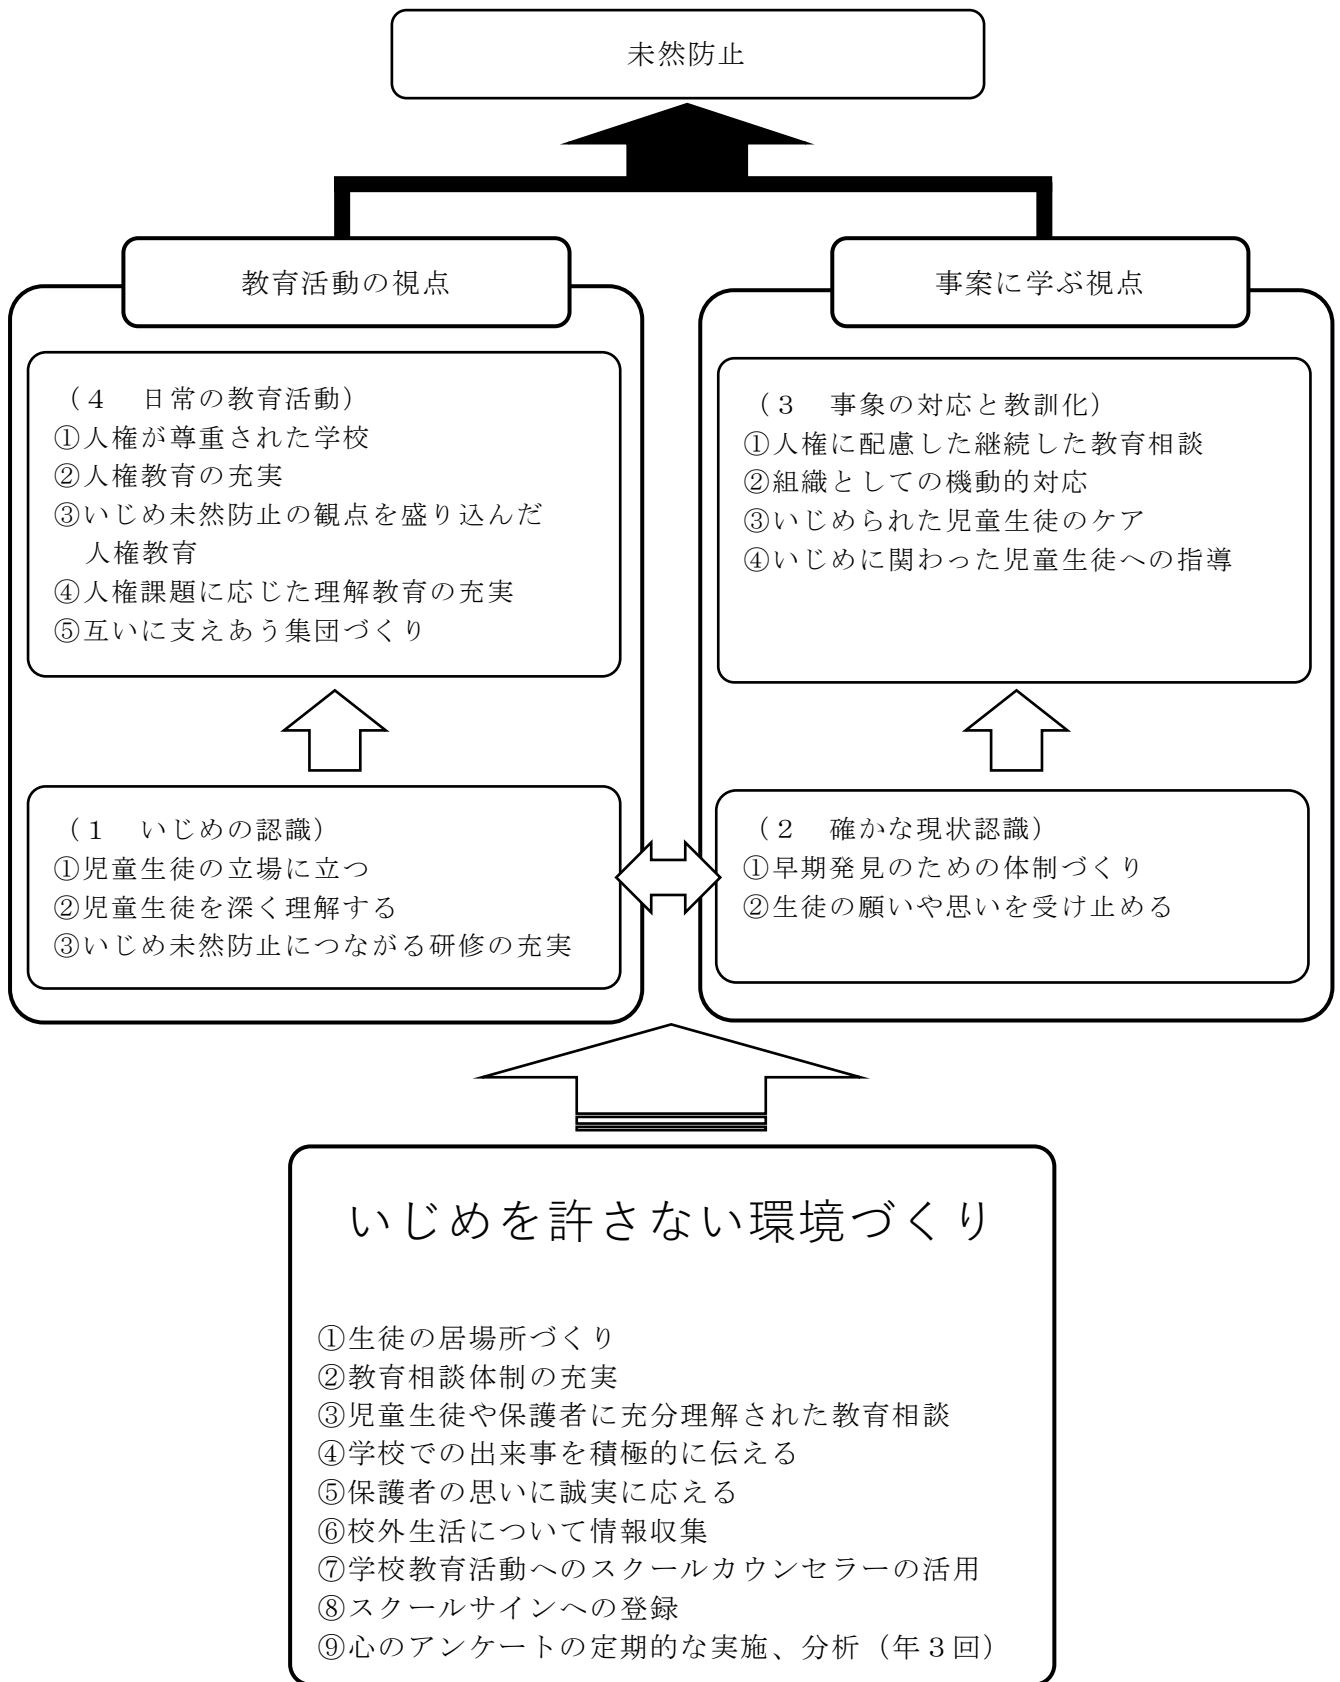 未然防止
教育活動の視点
（４　日常の教育活動）
①人権が尊重された学校
②人権教育の充実
③いじめ未然防止の観点を盛り込んだ
人権教育
④人権課題に応じた理解教育の充実
⑤互いに支えあう集団づくり
（１　いじめの認識）
①児童生徒の立場に立つ
②児童生徒を深く理解する
③いじめ未然防止につながる研修の充実
事案に学ぶ視点
（３　事象の対応と教訓化）
①人権に配慮した継続した教育相談
②組織としての機動的対応
③いじめられた児童生徒のケア
④いじめに関わった児童生徒への指導
（２　確かな現状認識）
①早期発見のための体制づくり
②生徒の願いや思いを受け止める
いじめを許さない環境づくり
①生徒の居場所づくり
②教育相談体制の充実
③児童生徒や保護者に充分理解された教育相談
④学校での出来事を積極的に伝える
⑤保護者の思いに誠実に応える
⑥校外生活について情報収集
⑦学校教育活動へのスクールカウンセラーの活用
⑧スクールサインへの登録
⑨心のアンケートの定期的な実施、分析（年３回）